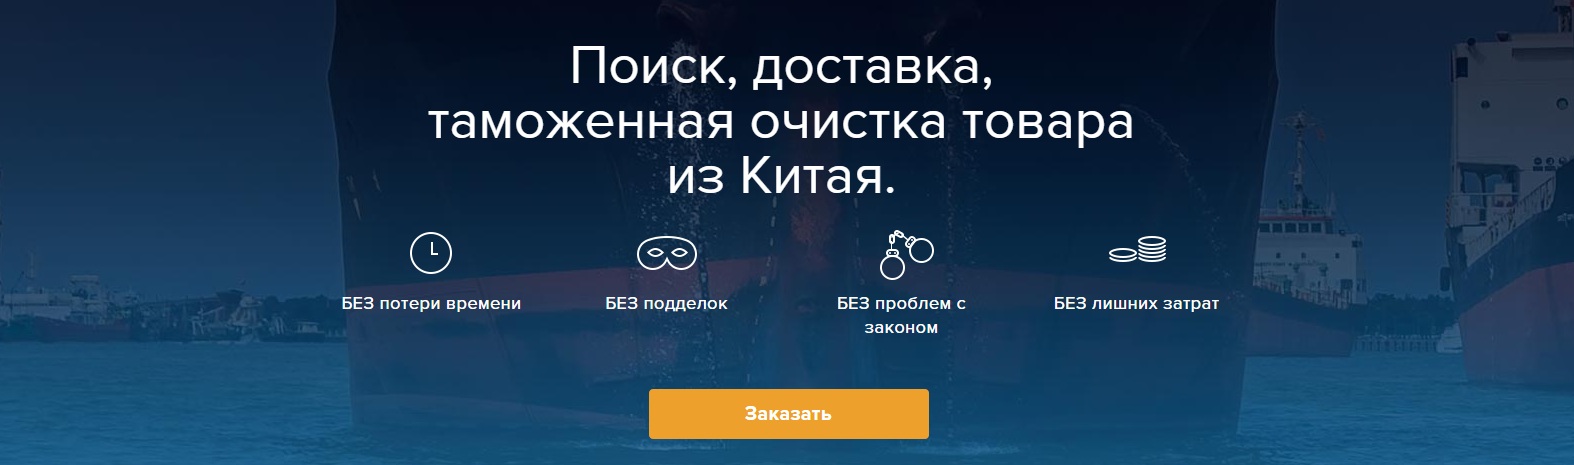 Поиск, доставка,
таможенная очистка товара
из Китая.
БЕЗ потери времени
БЕЗ подделок
БЕЗ проблем с
законом
БЕЗ лишних затрат
Заказать